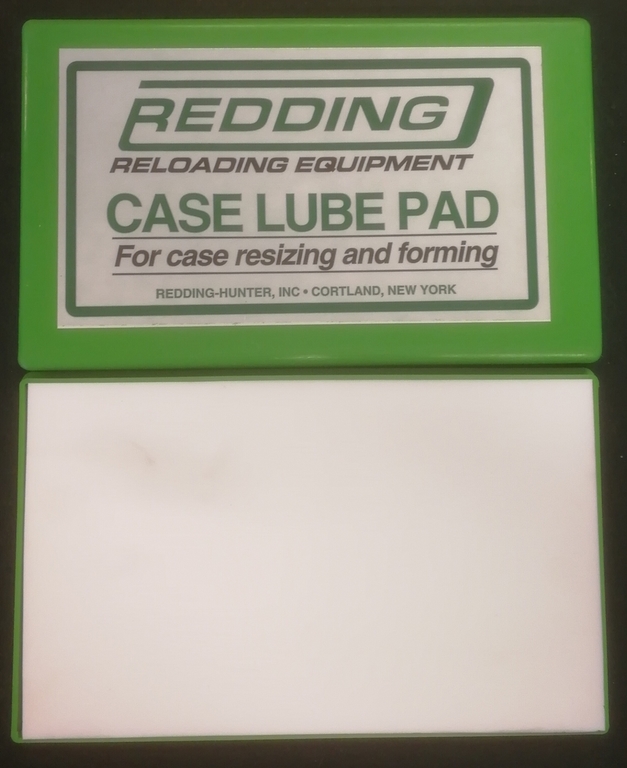 REDDING
RELOADING EQUIPMENT
CASE LUBE PAD
For case resizing and forming
REDDING-HUNTER, INC • CORTLAND, NEW YORK